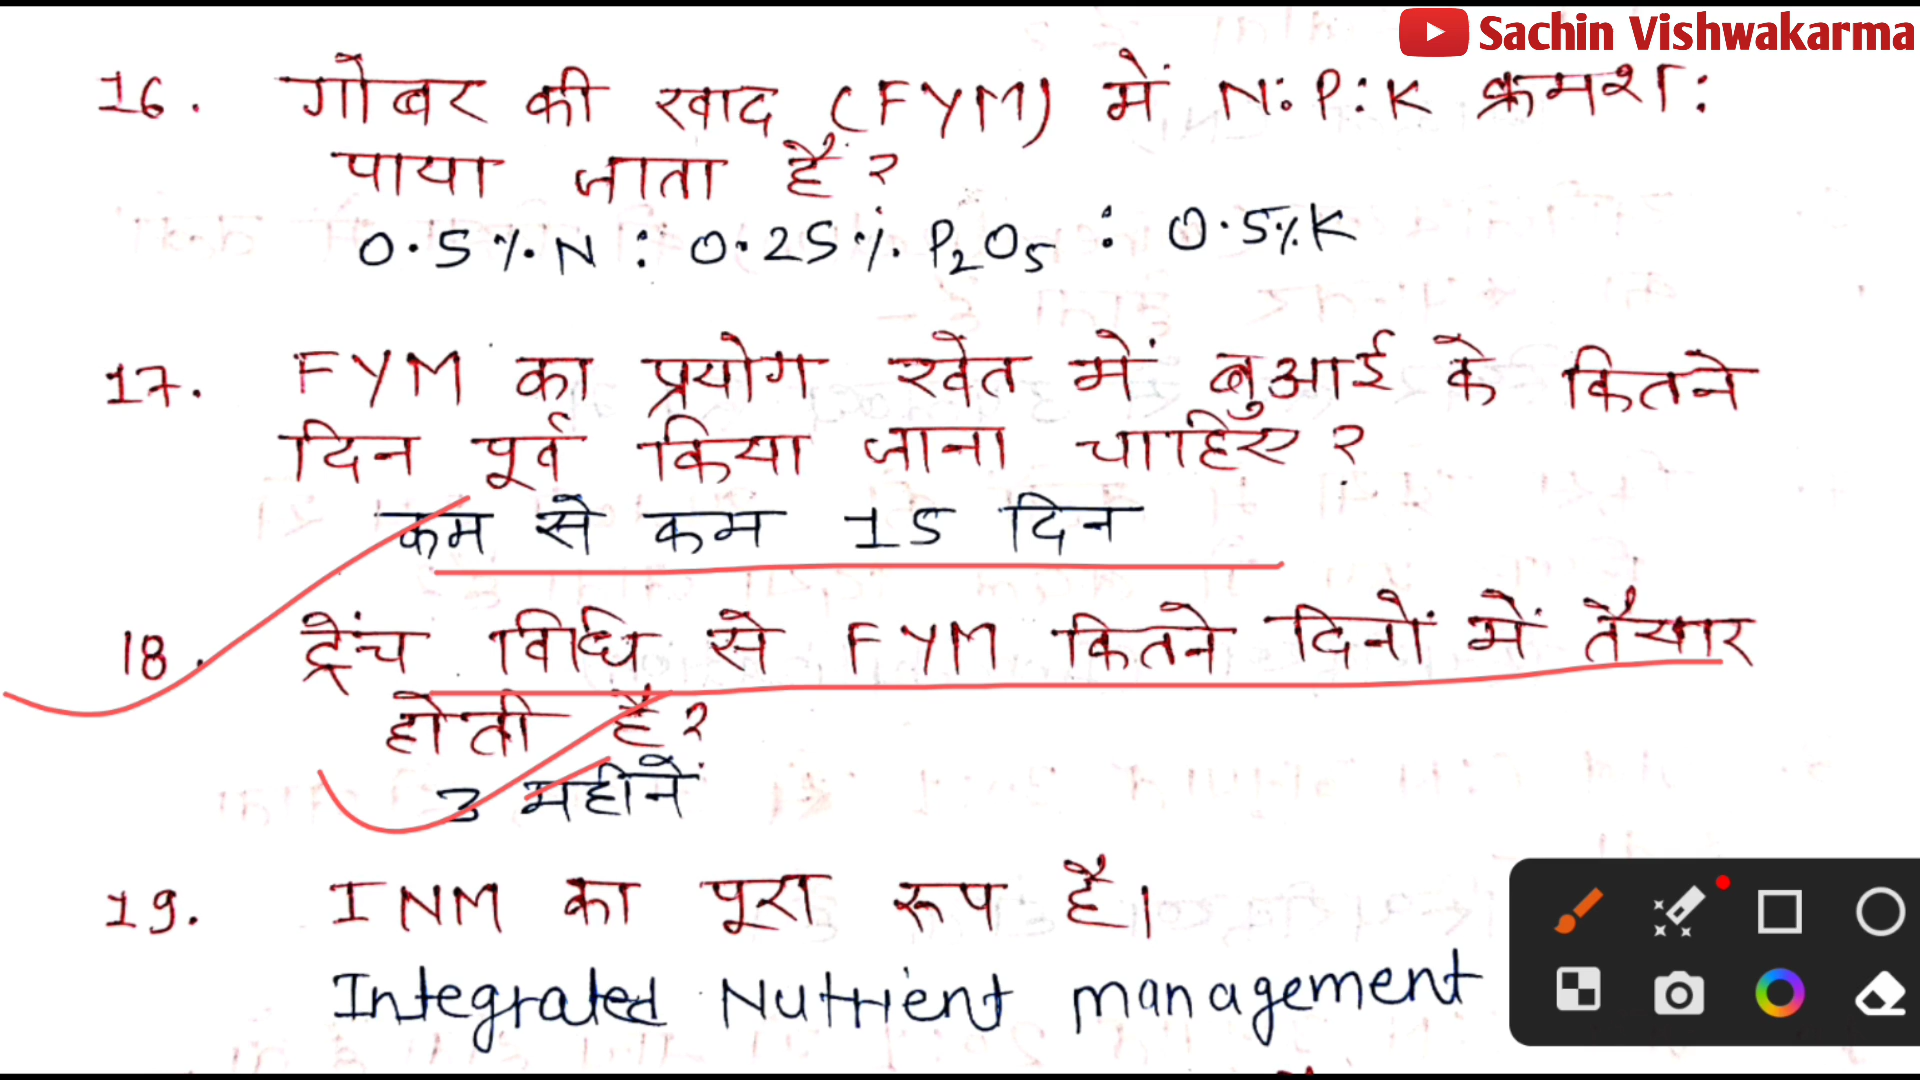 Sachin Vishwakarma
16. गोबर की खाद (FYM) में N:P:K क्रमश:
पाया जाता है?
0.5% N : 0.25% P₂O₅ : 0.5% K
17. FYM का प्रयोग खेत में बुआई के कितने
दिन पूर्व किया जाना चाहिए?
कम से कम 15 दिन
18. ट्रेंच विधि से FYM कितने दिनों में तैयार
होती है?
3 महीने
19. INM का पूरा रूप है।
Integrated Nutrient management